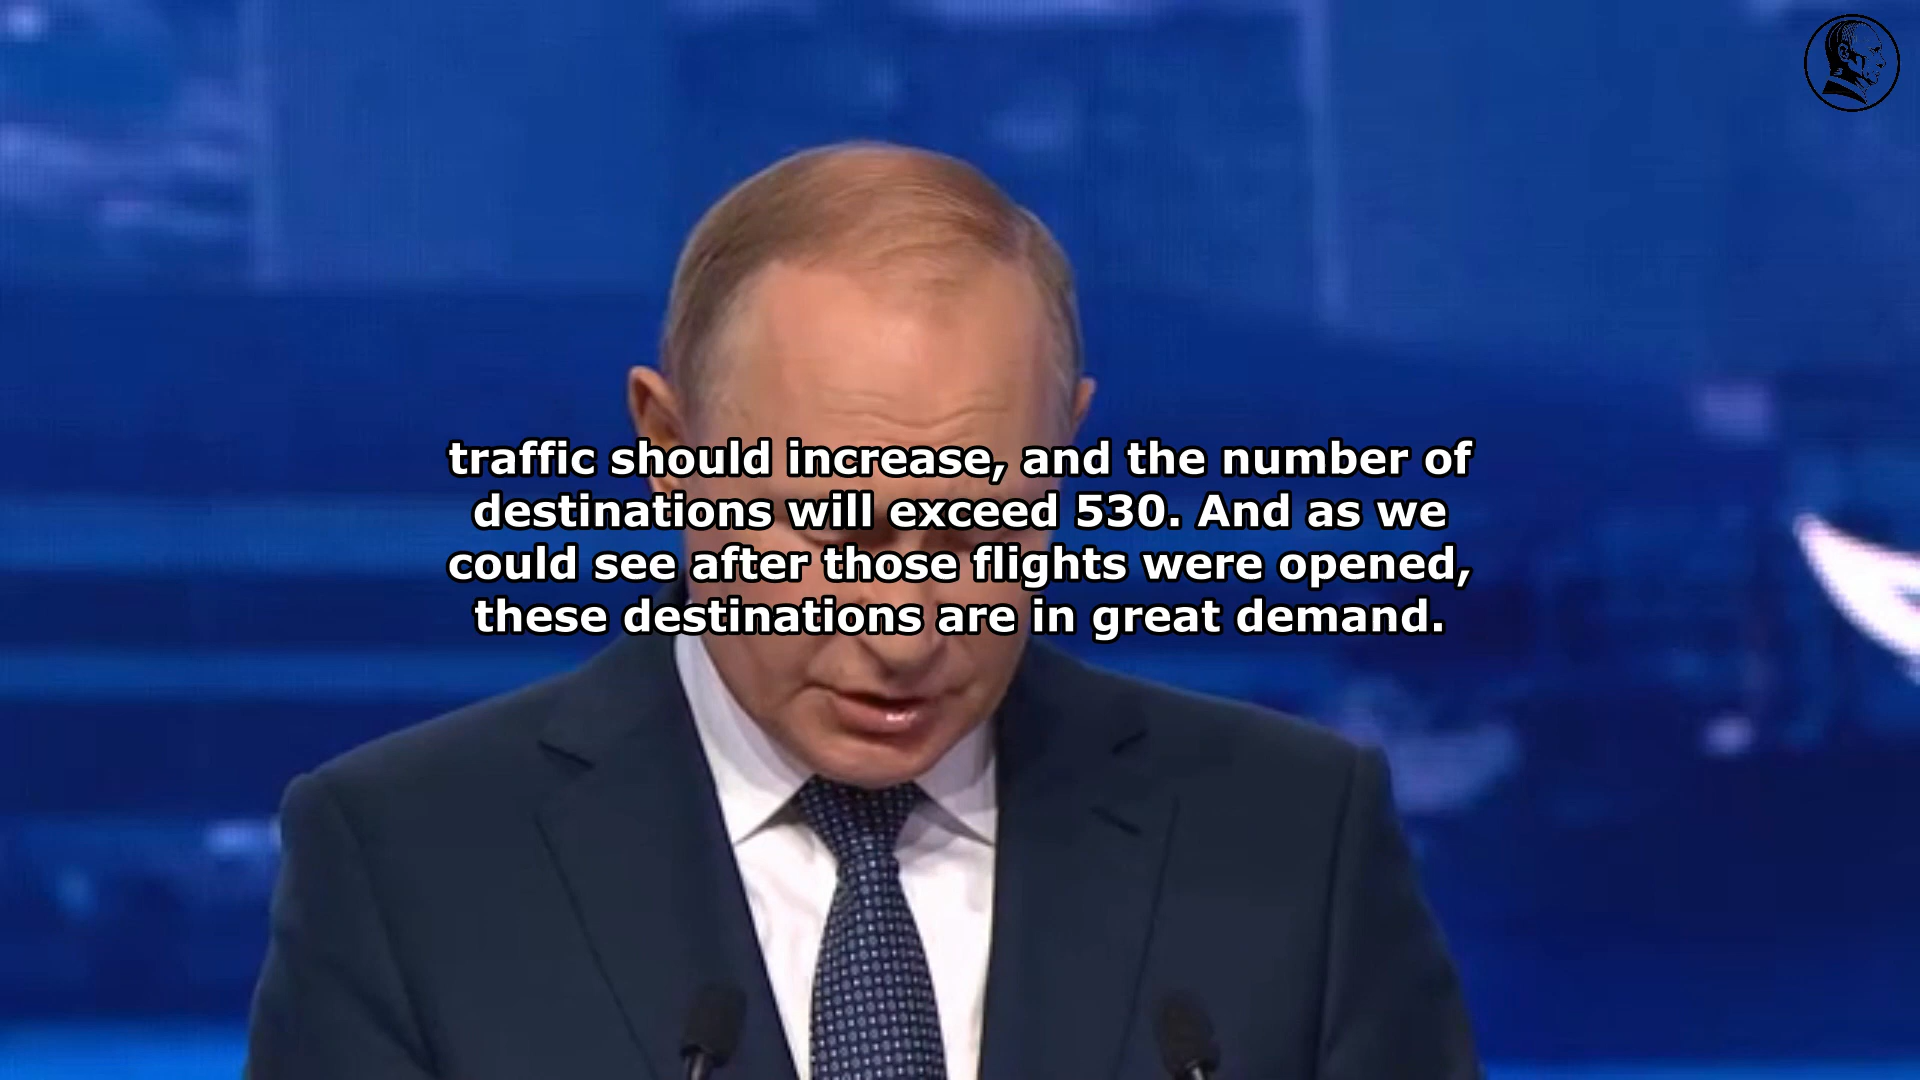 traffic should increase, and the number of
destinations will exceed 530. And as we
could see after those flights were opened,
these destinations are in great demand.